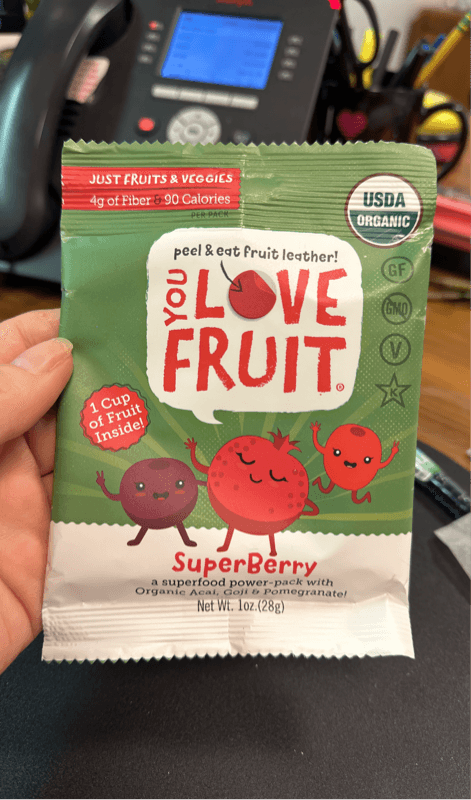 AVAYA
JUST FRUITS & VEGGIES
4g of Fiber & 90 Calories
PER PACK
USDA
ORGANIC
peel & eat fruit leather!
YOU
LOVE
FRUIT®
GF
GMO
V
K
1 Cup
of Fruit
Inside!
SuperBerry
a superfood power-pack with
Organic Acai, Goji & Pomegranate!
Net Wt. 1oz.(28g)